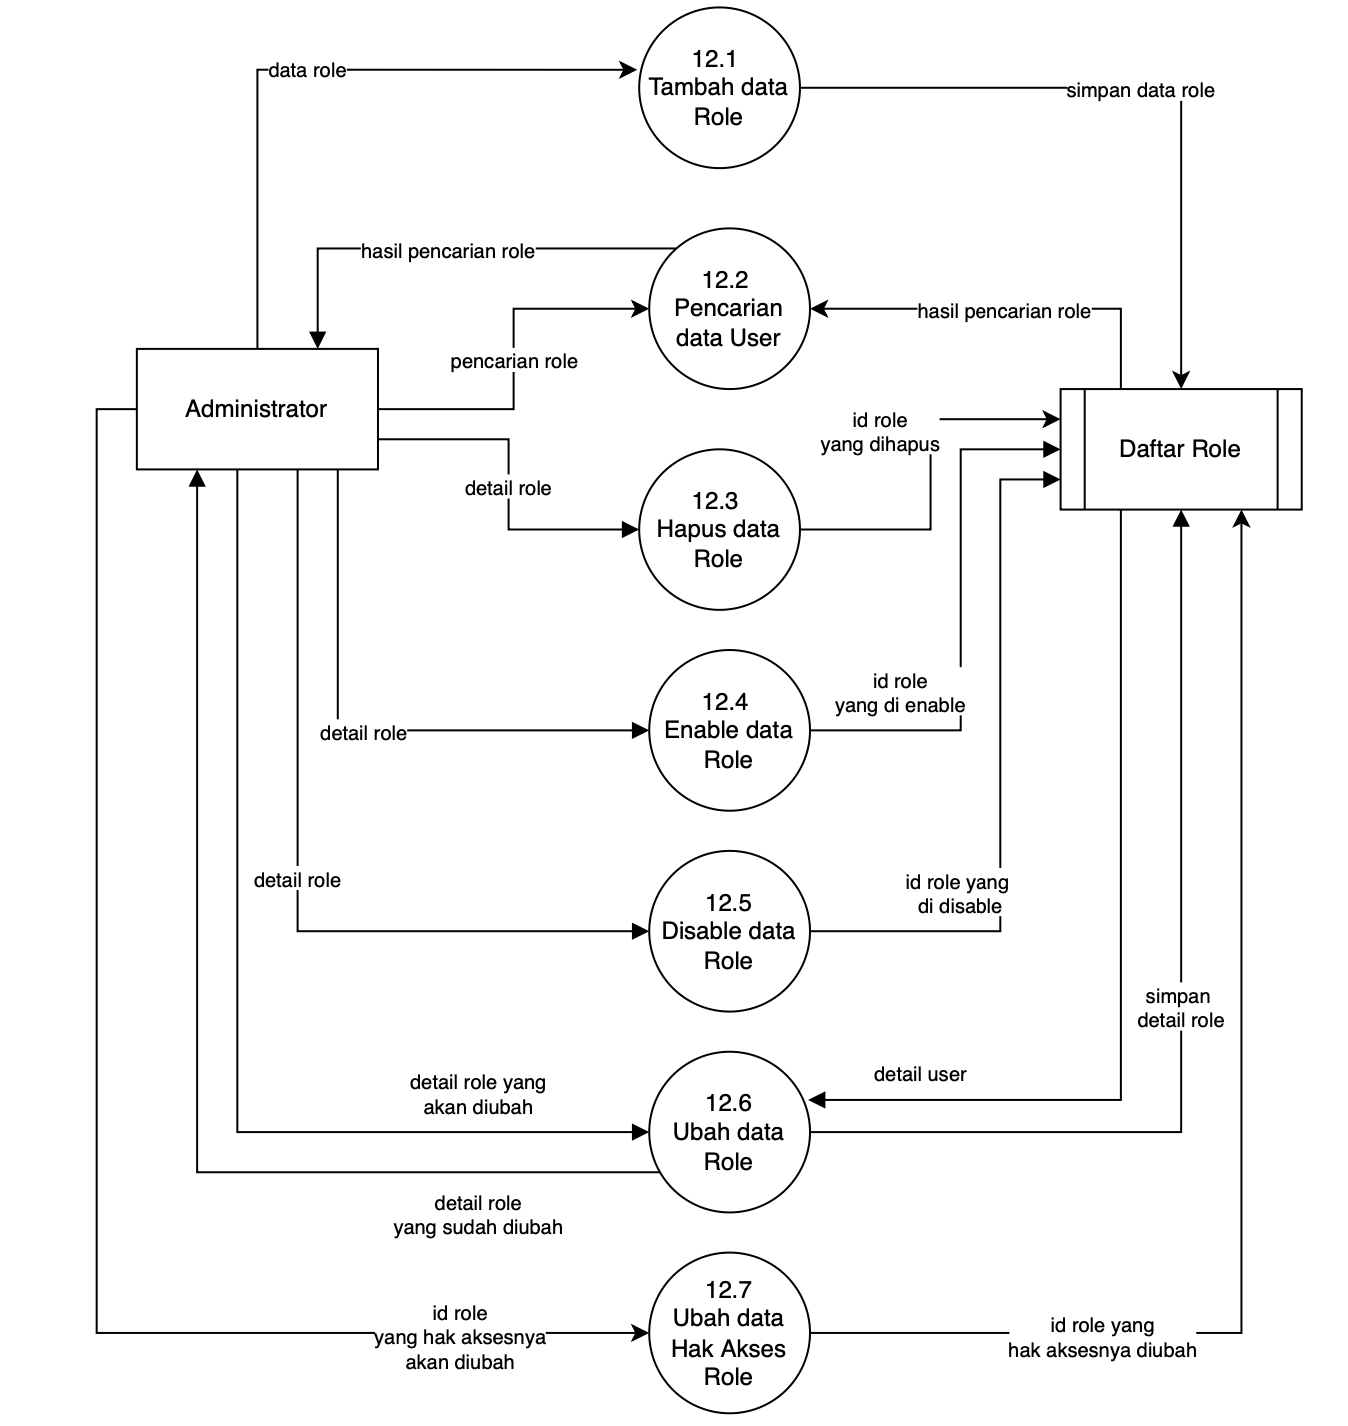 data role
12.1
Tambah data
Role
simpan data role
hasil pencarian role
12.2
Pencarian
data User
hasil pencarian role
pencarian role
Administrator
id role
yang dihapus
Daftar Role
detail role
12.3
Hapus data
Role
detail role
12.4
Enable data
Role
id role
yang di enable
detail role
12.5
Disable data
Role
id role yang
di disable
simpan
detail role
detail role yang
akan diubah
12.6
Ubah data
Role
detail user
detail role
yang sudah diubah
id role
yang hak aksesnya
akan diubah
12.7
Ubah data
Hak Akses
Role
id role yang
hak aksesnya diubah